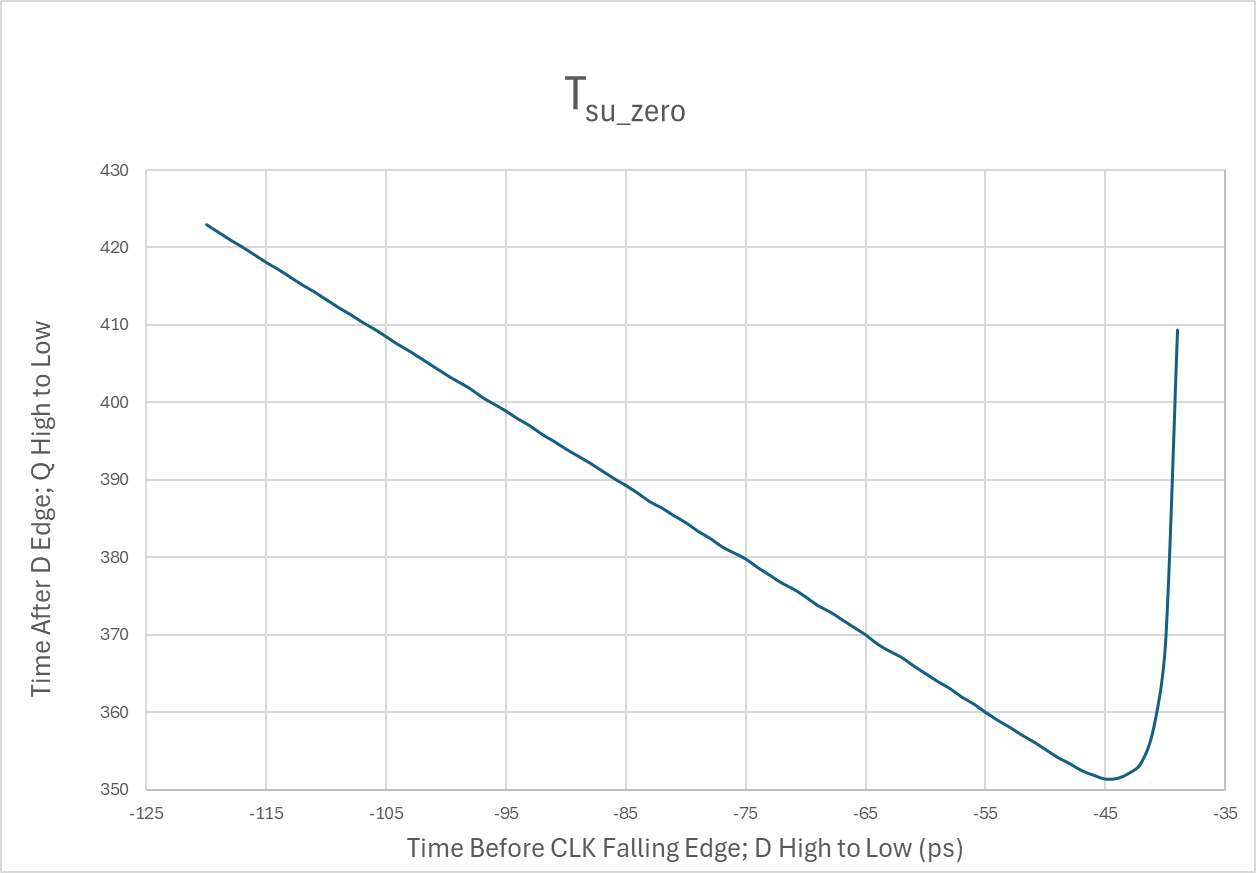 Tsu_zero
430
420
410
400
390
380
370
360
350
Time After D Edge; Q High to Low
-125 -115 -105 -95 -85 -75 -65 -55 -45 -35
Time Before CLK Falling Edge; D High to Low (ps)